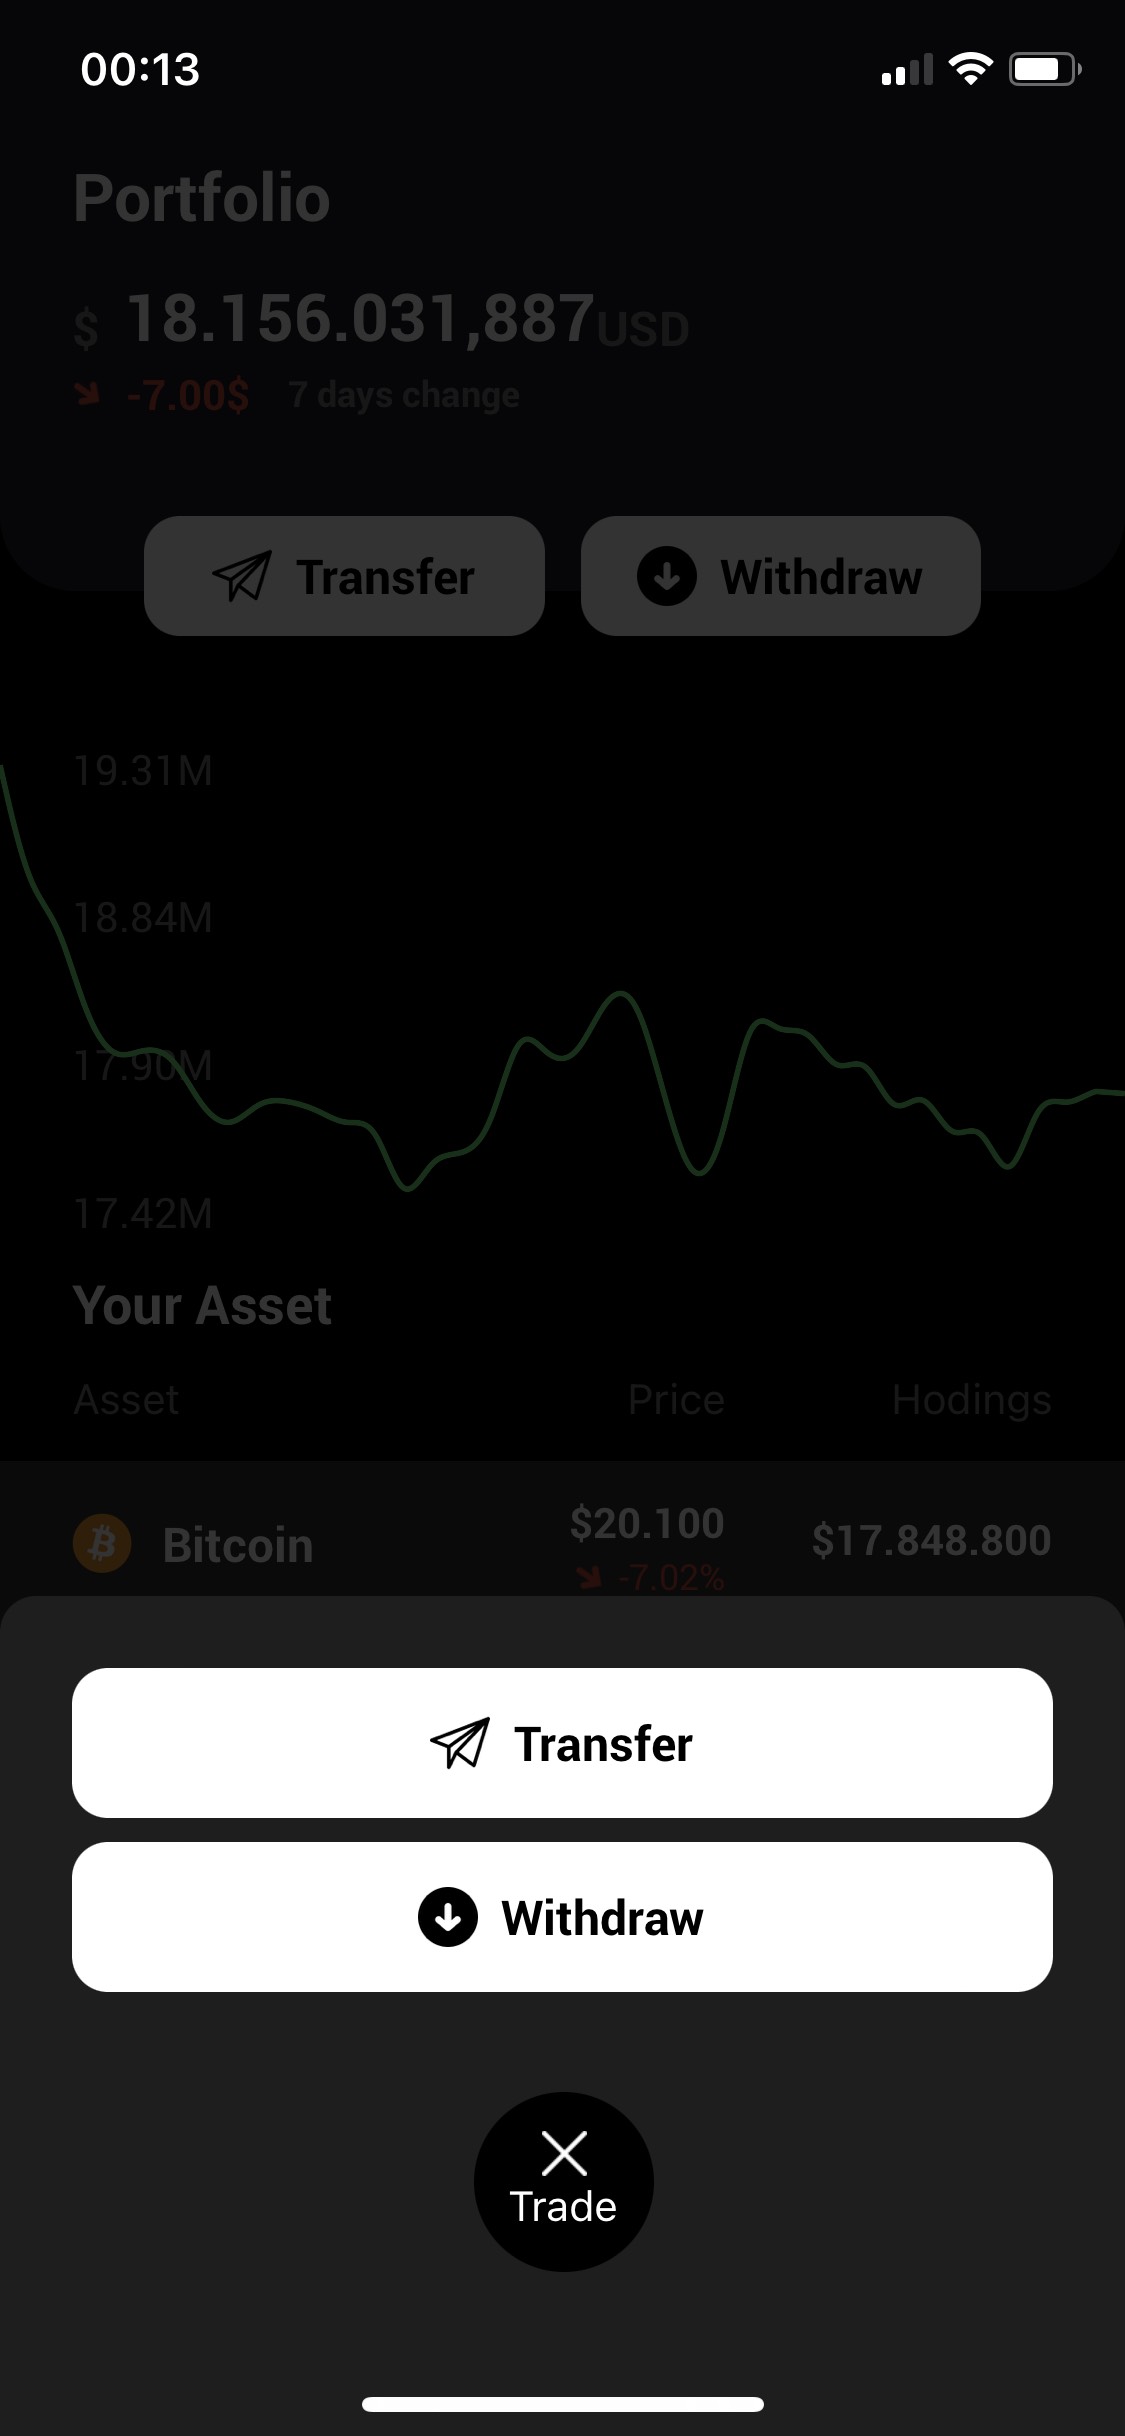 00:13
Portfolio
$ 18.156.031,887USD
-7.00$ 7 days change
Transfer Withdraw
19.31M
18.84M
17.90M
17.42M
Your Asset
Asset Price Hodings
Bitcoin $20.100 $17.848.800
-7.02%
Transfer
Withdraw
Trade